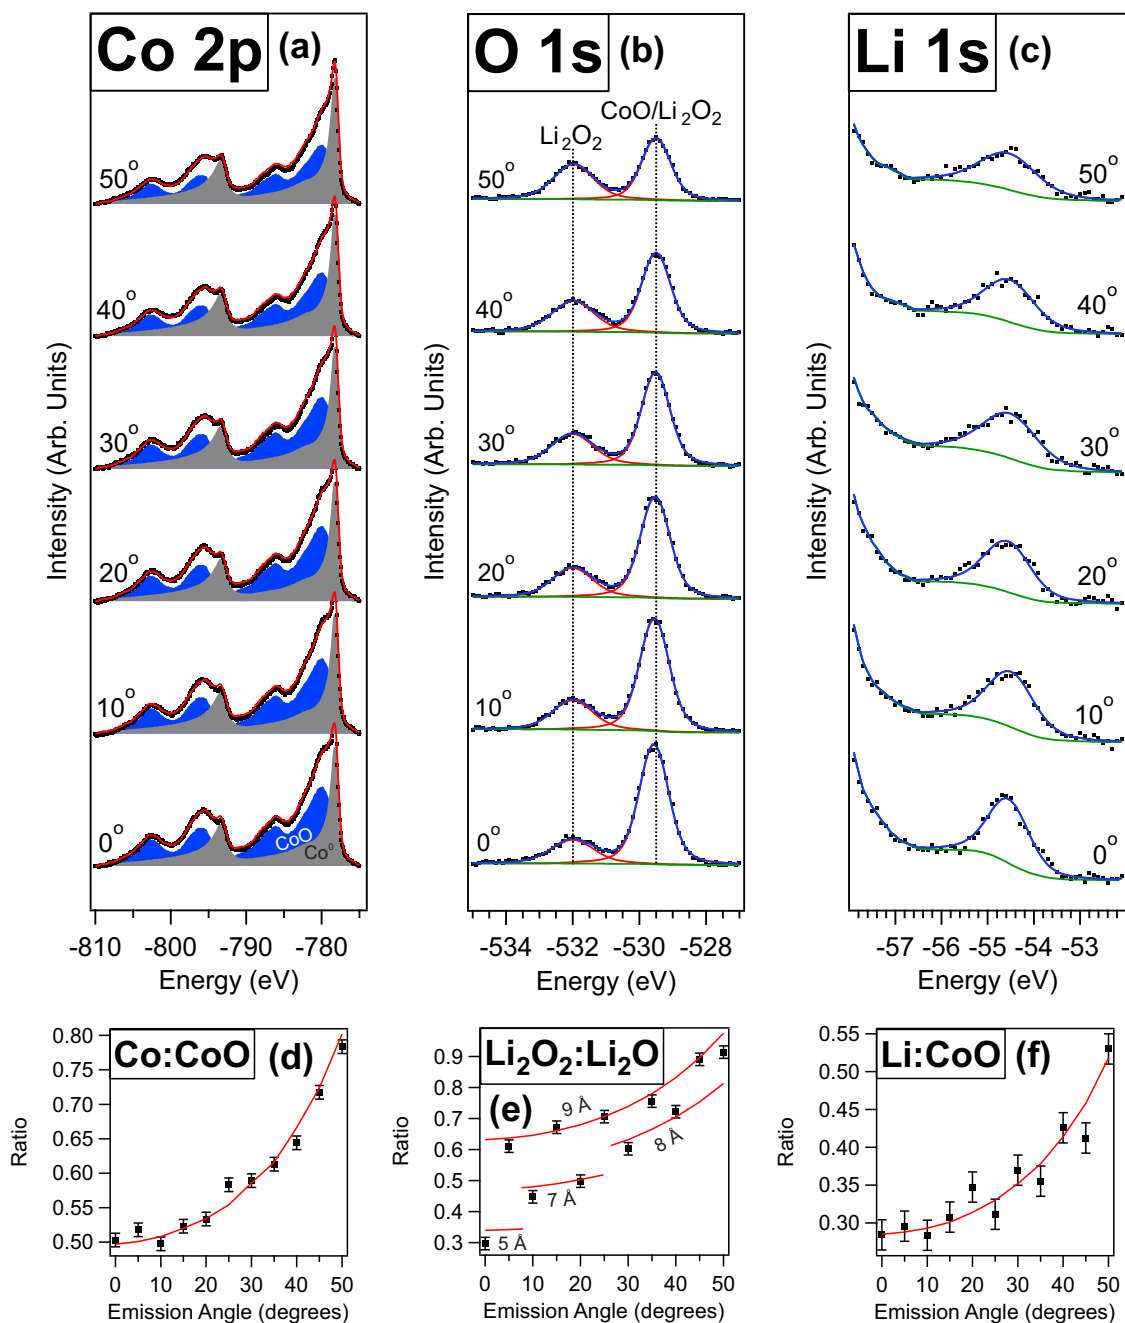 Co 2p (a)
50°
40°
30°
20°
10°
0°
CoO
Co⁰
Intensity (Arb. Units)
-810 -800 -790 -780
Energy (eV)
O 1s (b)
Li₂O₂
CoO/Li₂O₂
50°
40°
30°
20°
10°
0°
Intensity (Arb. Units)
-534 -532 -530 -528
Energy (eV)
Li 1s (c)
50°
40°
30°
20°
10°
0°
Intensity (Arb. Units)
-57 -56 -55 -54 -53
Energy (eV)
Co:CoO (d)
0.80
0.75
0.70
0.65
0.60
0.55
0.50
Ratio
0 10 20 30 40 50
Emission Angle (degrees)
Li₂O₂:Li₂O
(e)
0.9
0.8
0.7
0.6
0.5
0.4
0.3
Ratio
9 Å
8 Å
7 Å
5 Å
0 10 20 30 40 50
Emission Angle (degrees)
Li:CoO (f)
0.55
0.50
0.45
0.40
0.35
0.30
Ratio
0 10 20 30 40 50
Emission Angle (degrees)